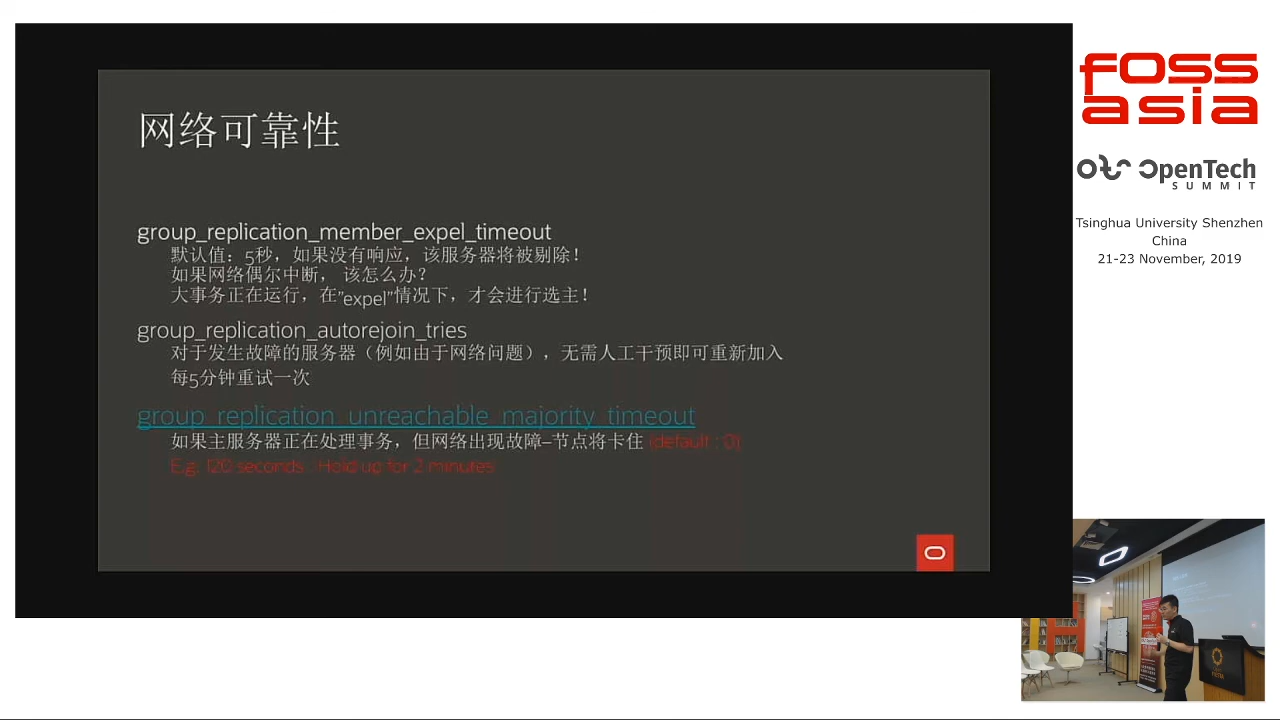 网络可靠性
group_replication_member_expel_timeout
默认值：5秒，如果没有响应，该服务器将被剔除！
如果网络偶尔中断， 该怎么办？
大事务正在运行，在"expel"情况下，才会进行选主！
group_replication_autorejoin_tries
对于发生故障的服务器（例如由于网络问题），无需人工干预即可重新加入
每5分钟重试一次
group_replication_unreachable_majority_timeout
如果主服务器正在处理事务，但网络出现故障–节点将卡住 (default : 0)
E.g. 120 seconds Hold up for 2 minutes
FOSS
asia
OpenTech
SUMMIT
Tsinghua University Shenzhen
China
21-23 November, 2019